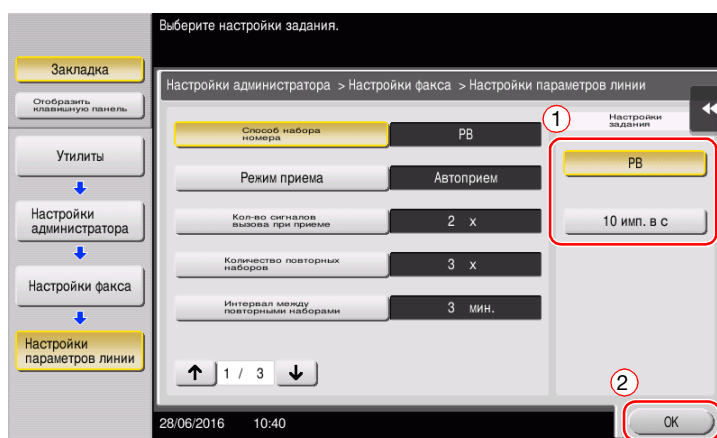 Выберите настройки задания.
Закладка
Отобразить
клавишную панель
Утилиты
Настройки
администратора
Настройки факса
Настройки
параметров линии
Настройки администратора > Настройки факса > Настройки параметров линии
Способ набора
номера
PB
Режим приема
Автоприем
Кол-во сигналов
вызова при приеме
2 x
Количество повторных
наборов
3 x
Интервал между
повторными наборами
3 мин.
1 / 3
1
Настройки
задания
PB
10 имп. в с
2
28/06/2016 10:40
OK